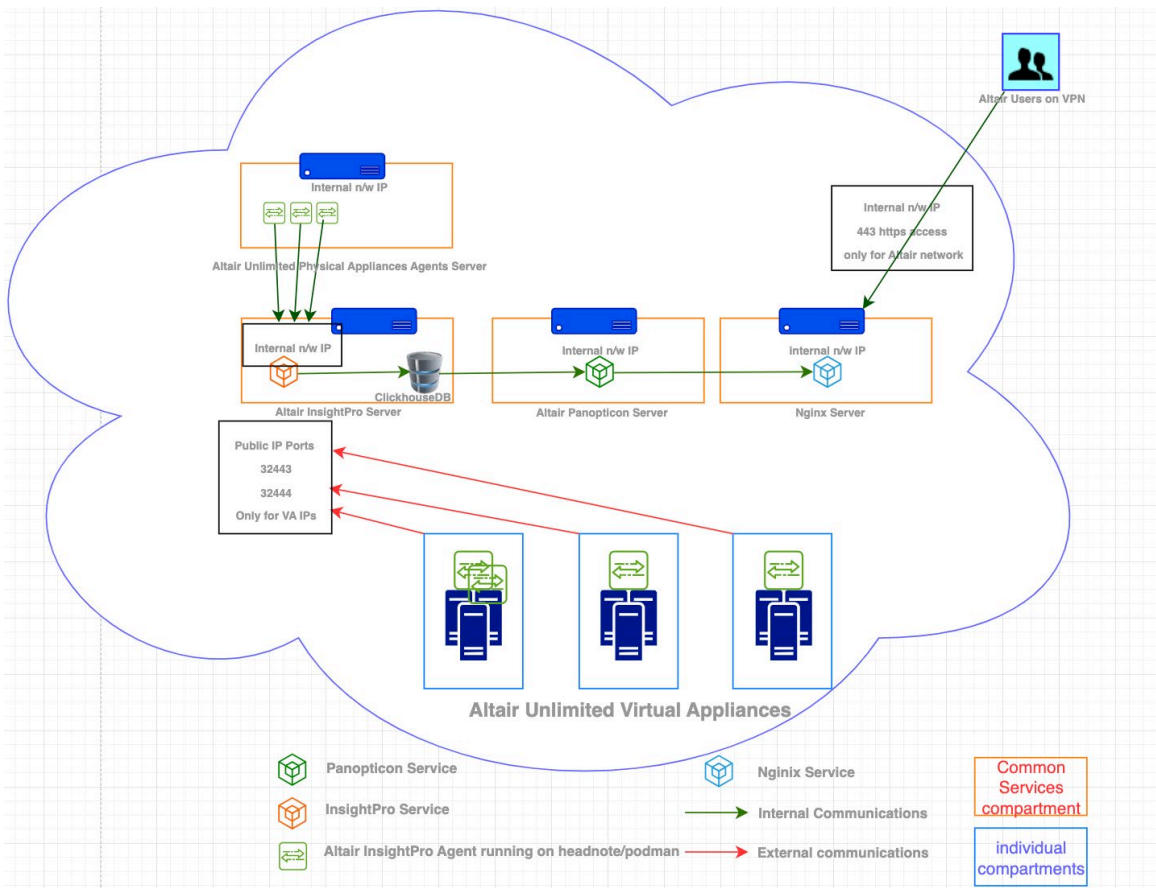 Altair Users on VPN
Internal n/w IP
Internal n/w IP
443 https access
only for Altair network
Altair Unlimited Physical Appliances Agents Server
Internal n/w IP
Internal n/w IP
Internal n/w IP
ClickhouseDB
Altair InsightPro Server
Altair Panopticon Server
Nginx Server
Public IP Ports
32443
32444
Only for VA IPs
Altair Unlimited Virtual Appliances
Panopticon Service
Nginix Service
Common
Services
compartment
InsightPro Service
Internal Communications
Altair InsightPro Agent running on headnote/podman
External communications
individual
compartments